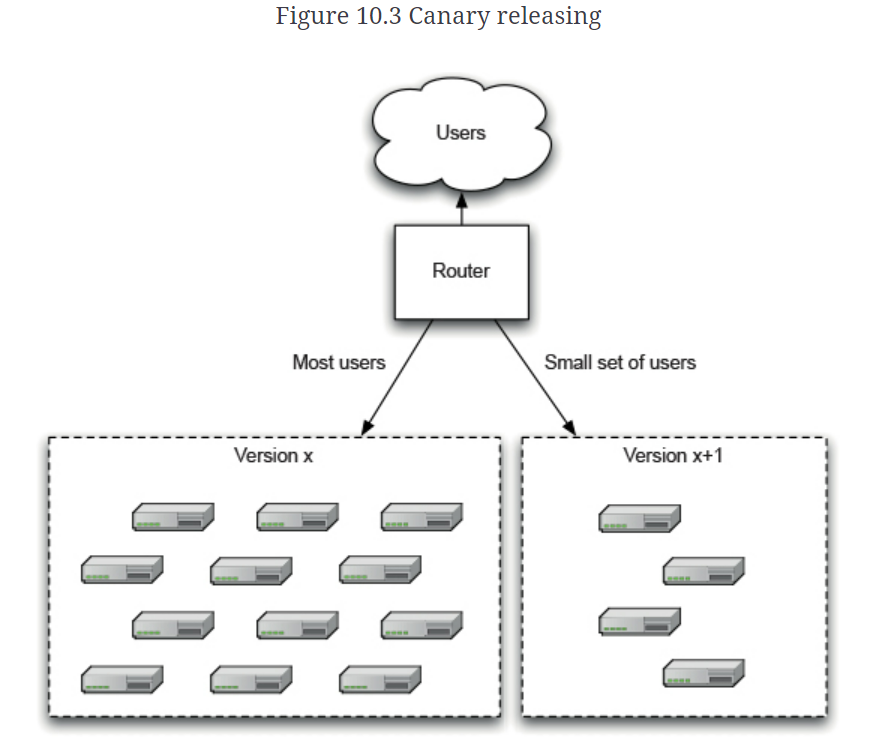 Figure 10.3 Canary releasing
Users
Router
Most users
Small set of users
Version x
Version x+1